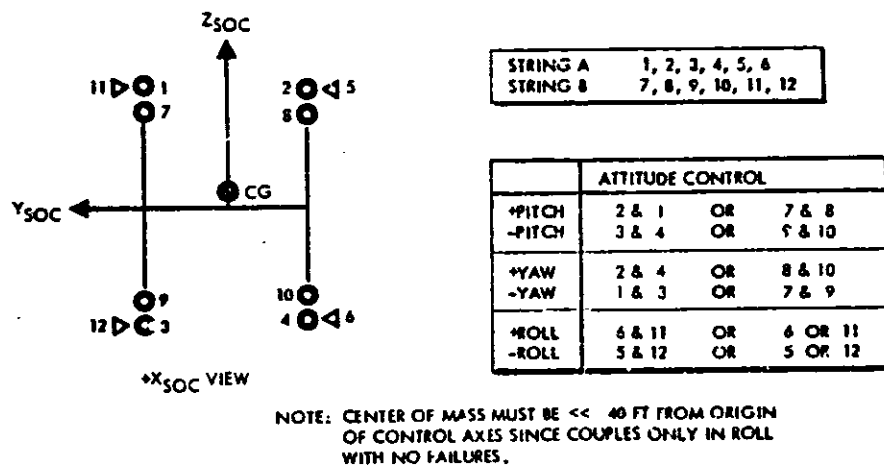 Z SOC
11 1
7
2 5
8
CG
Y SOC
9
12 3
10
4 6
+X SOC VIEW
STRING A 1, 2, 3, 4, 5, 6
STRING B 7, 8, 9, 10, 11, 12
ATTITUDE CONTROL
+PITCH 2 & 1 OR 7 & 8
-PITCH 3 & 4 OR 9 & 10
+YAW 2 & 4 OR 8 & 10
-YAW 1 & 3 OR 7 & 9
+ROLL 6 & 11 OR 6 OR 11
-ROLL 5 & 12 OR 5 OR 12
NOTE: CENTER OF MASS MUST BE << 40 FT FROM ORIGIN
OF CONTROL AXES SINCE COUPLES ONLY IN ROLL
WITH NO FAILURES.